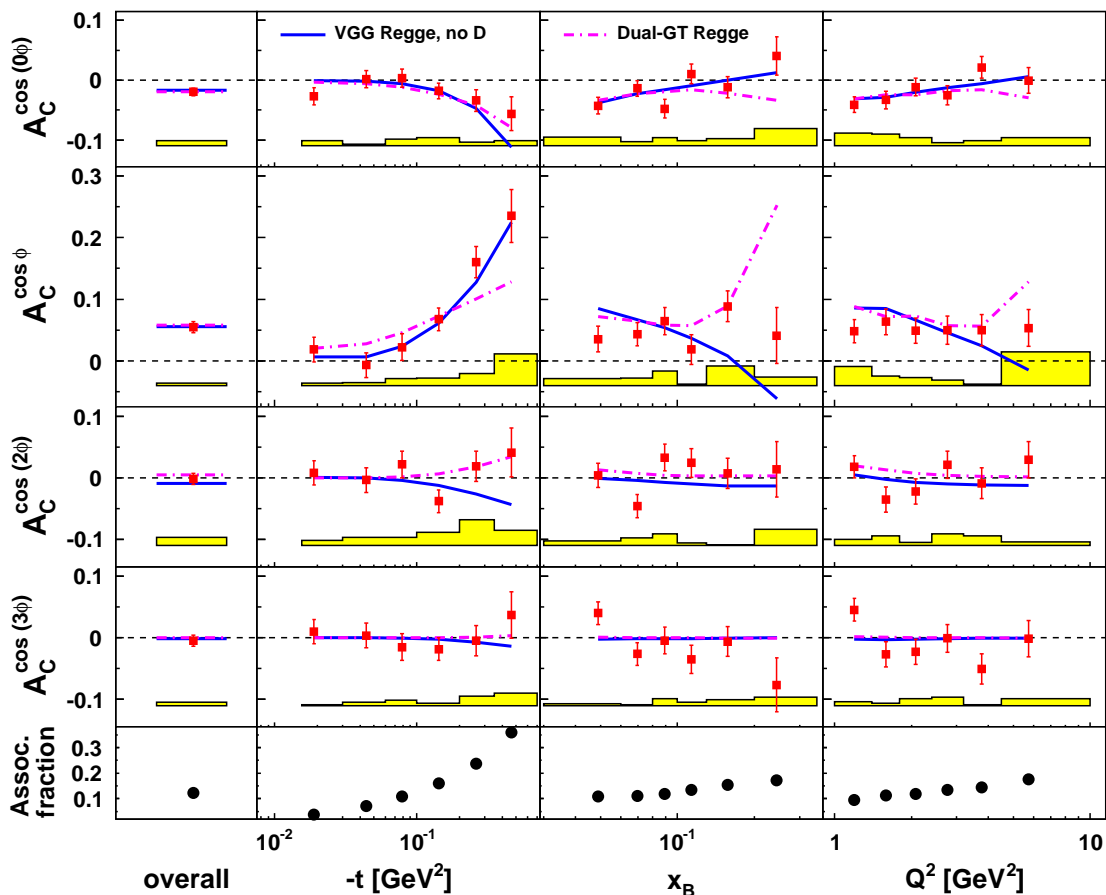 VGG Regge, no D
Dual-GT Regge
A_C^cos (0ϕ)
0.1
0
-0.1
A_C^cos ϕ
0.3
0.2
0.1
0
A_C^cos (2ϕ)
0.1
0
-0.1
A_C^cos (3ϕ)
0.1
0
-0.1
Assoc.
fraction
0.3
0.2
0.1
10^-2 10^-1 10^-1 1 10
overall -t [GeV^2] x_B Q^2 [GeV^2]